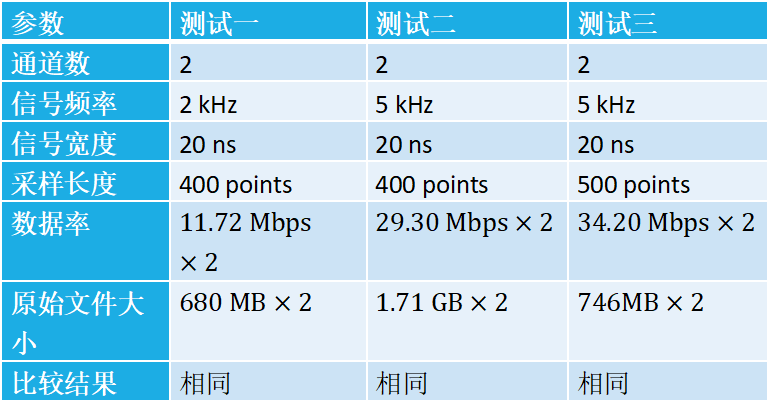 参数 测试一 测试二 测试三
通道数 2 2 2
信号频率 2 kHz 5 kHz 5 kHz
信号宽度 20 ns 20 ns 20 ns
采样长度 400 points 400 points 500 points
数据率 11.72 Mbps 29.30 Mbps × 2 34.20 Mbps × 2
× 2
原始文件大 680 MB × 2 1.71 GB × 2 746MB × 2
小
比较结果 相同 相同 相同